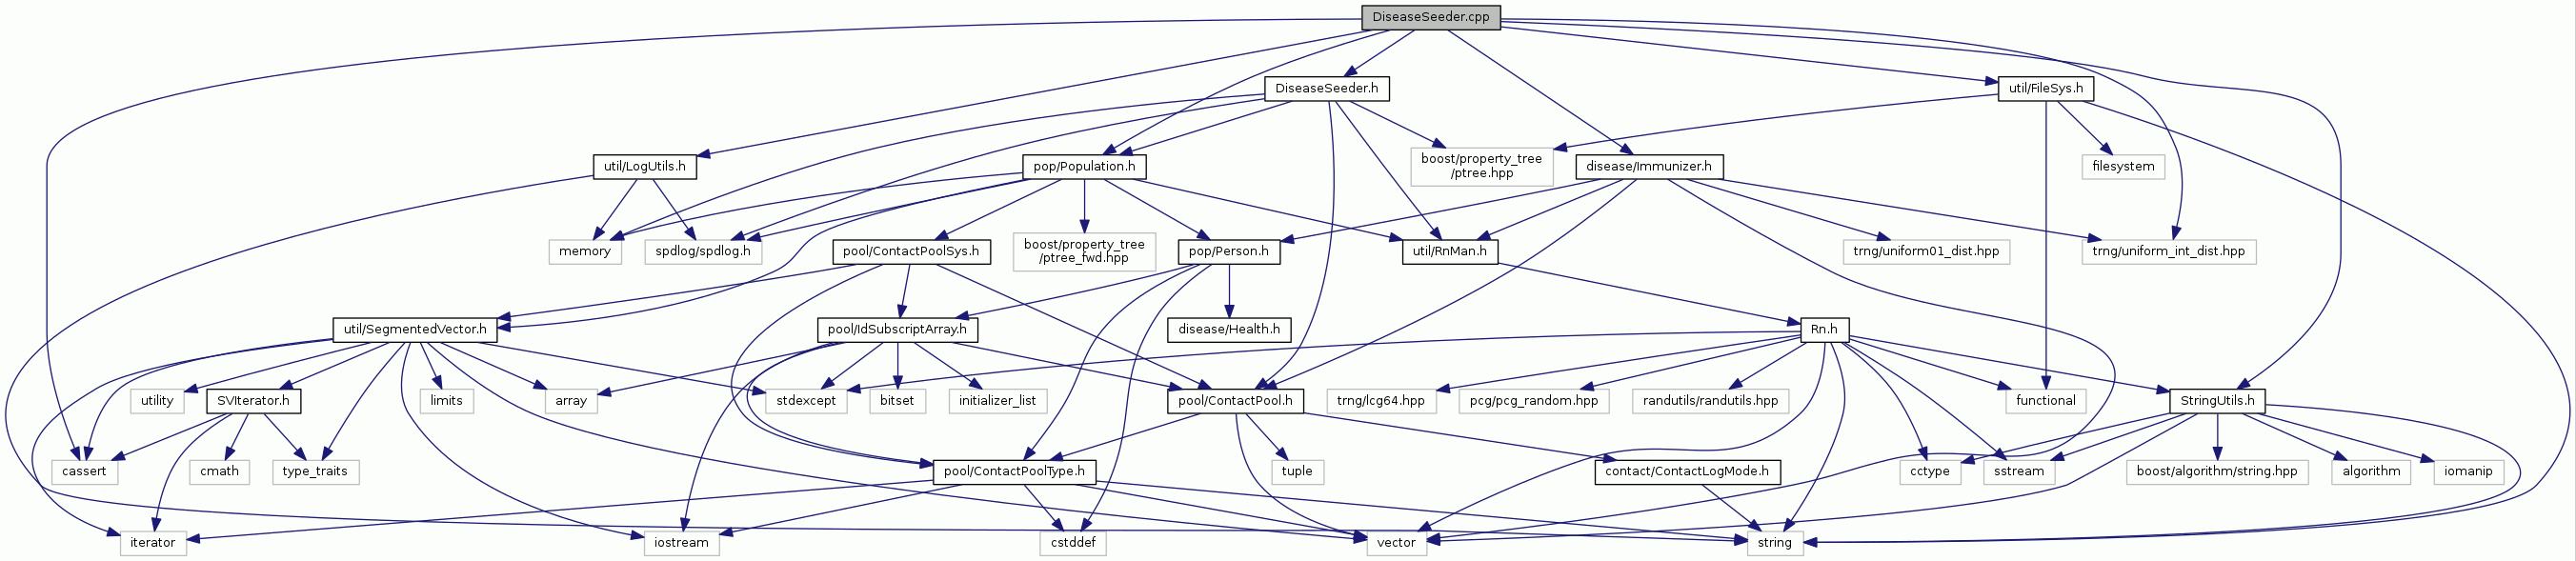 DiseaseSeeder.cpp
DiseaseSeeder.h
util/FileSys.h
util/LogUtils.h
pop/Population.h
boost/property_tree
/ptree.hpp
disease/Immunizer.h
filesystem
memory
spdlog/spdlog.h
pool/ContactPoolSys.h
boost/property_tree
/ptree_fwd.hpp
pop/Person.h
util/RnMan.h
trng/uniform01_dist.hpp
trng/uniform_int_dist.hpp
util/SegmentedVector.h
pool/IdSubscriptArray.h
disease/Health.h
Rn.h
utility
SVIterator.h
limits
array
stdexcept
bitset
initializer_list
pool/ContactPool.h
trng/lcg64.hpp
pcg/pcg_random.hpp
randutils/randutils.hpp
functional
StringUtils.h
cassert
cmath
type_traits
pool/ContactPoolType.h
tuple
contact/ContactLogMode.h
cctype
sstream
boost/algorithm/string.hpp
algorithm
iomanip
iterator
iostream
cstddef
vector
string